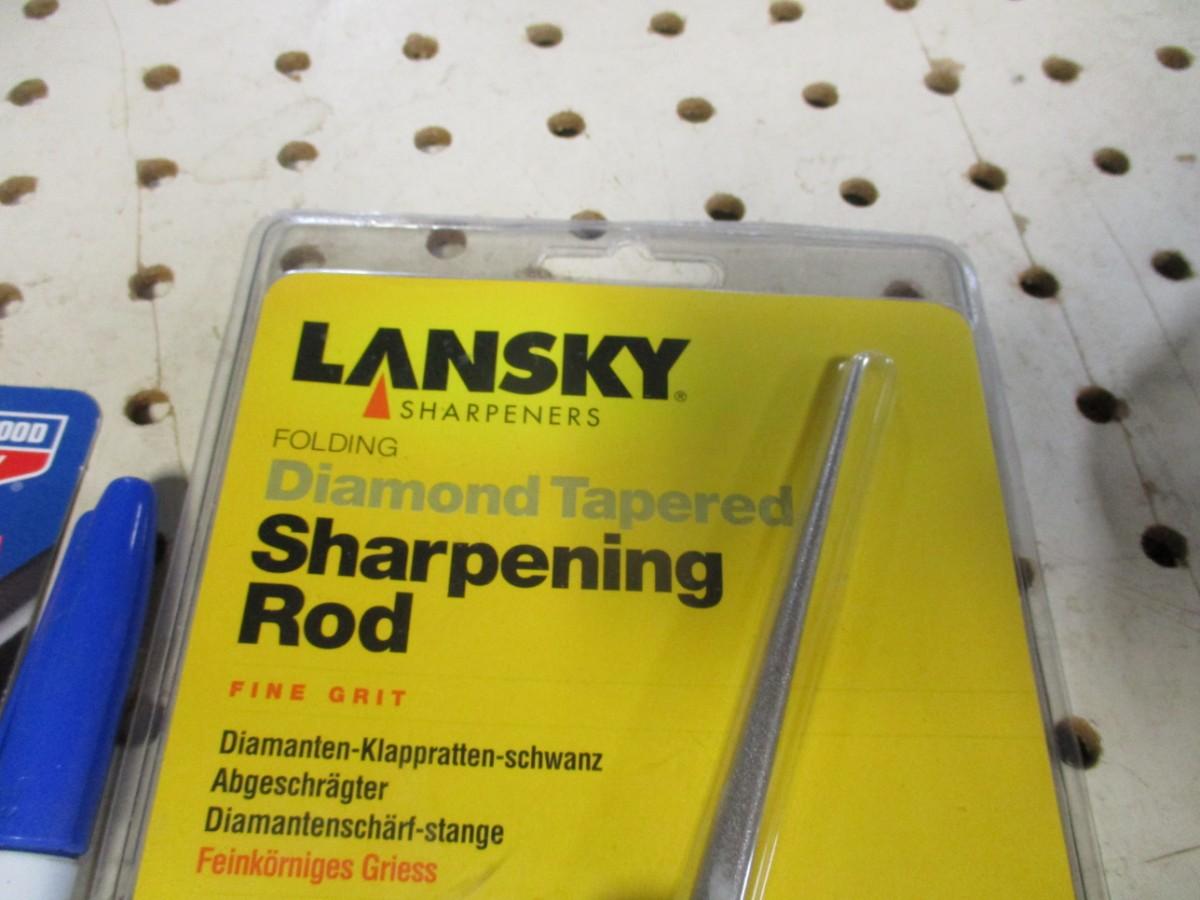 LANSKY®
SHARPENERS
FOLDING
Diamond Tapered
Sharpening
Rod
FINE GRIT
Diamanten-Klappratten-schwanz
Abgeschrägter
Diamantenschärf-stange
Feinkörniges Griess